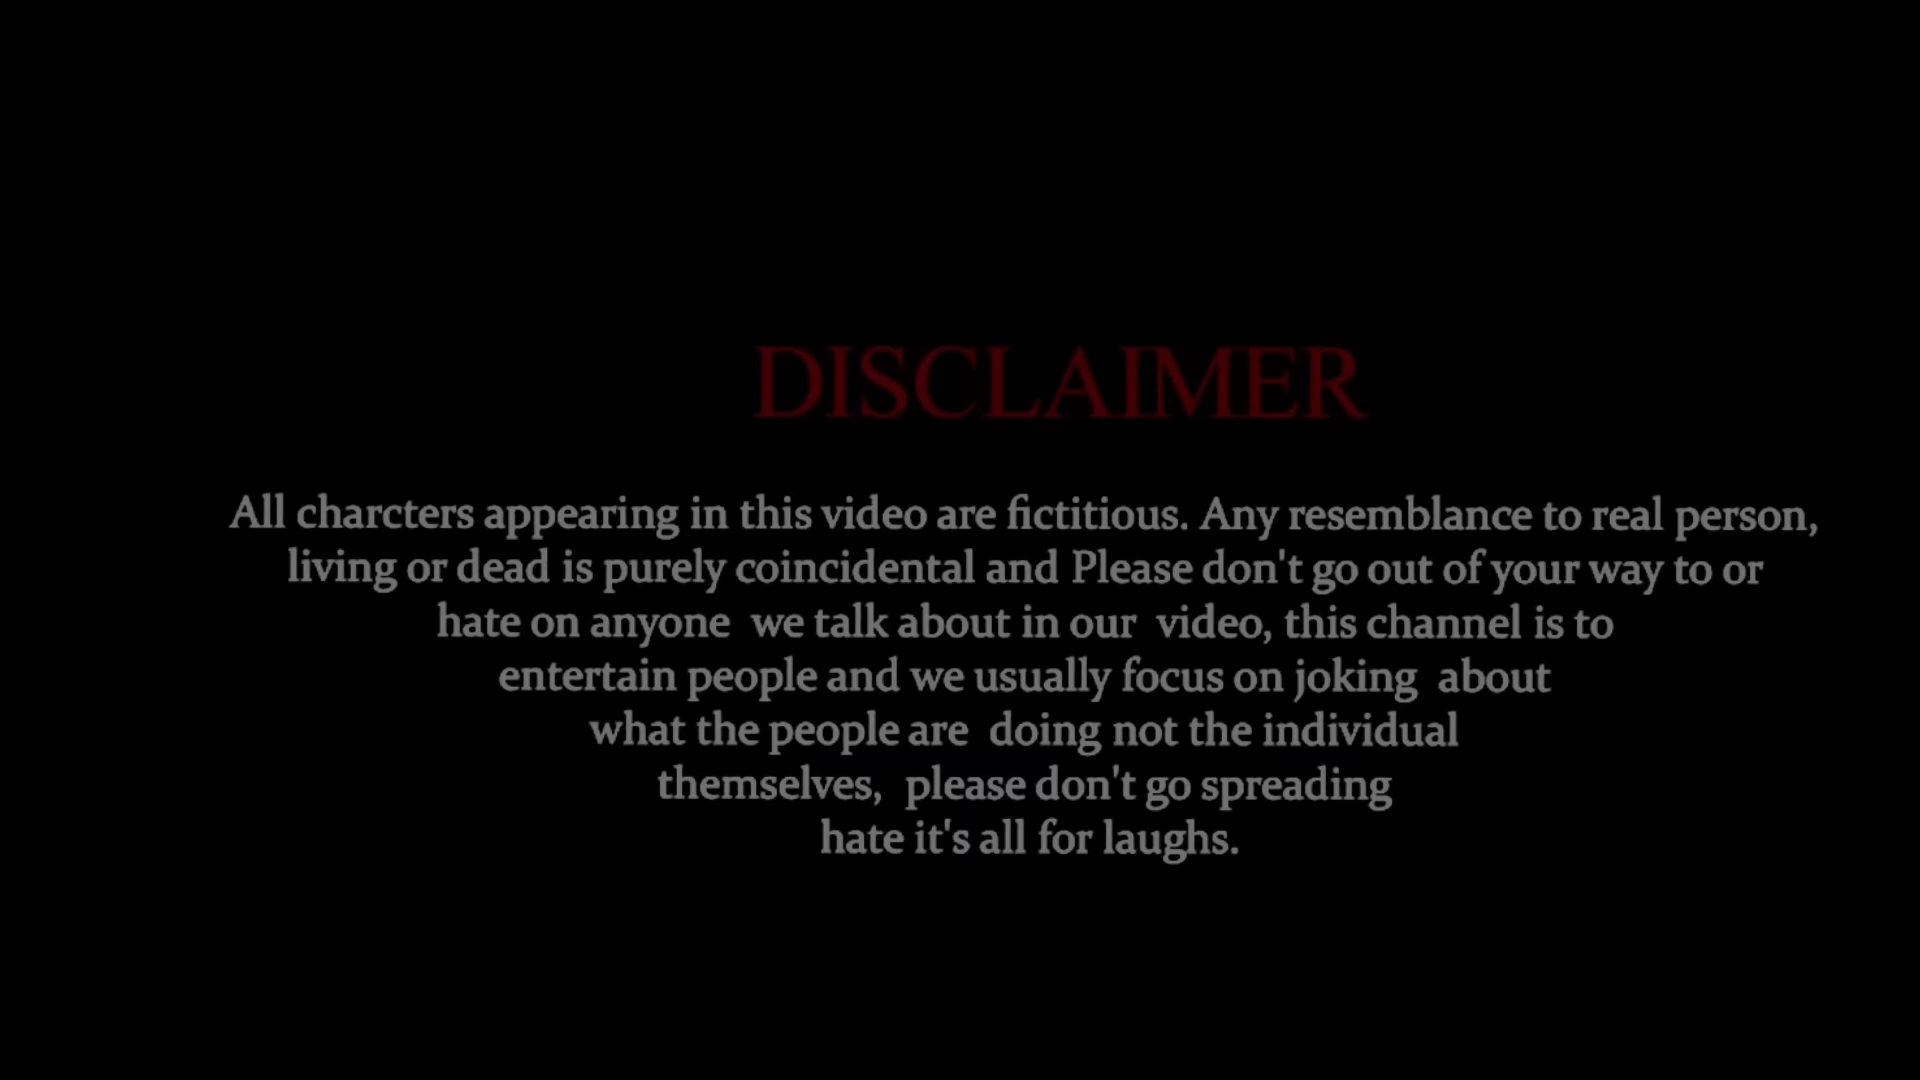 DISCLAIMER
All charcters appearing in this video are fictitious. Any resemblance to real person,
living or dead is purely coincidental and Please don't go out of your way to or
hate on anyone  we talk about in our  video, this channel is to
entertain people and we usually focus on joking  about
what the people are  doing not the individual
themselves,  please don't go spreading
hate it's all for laughs.